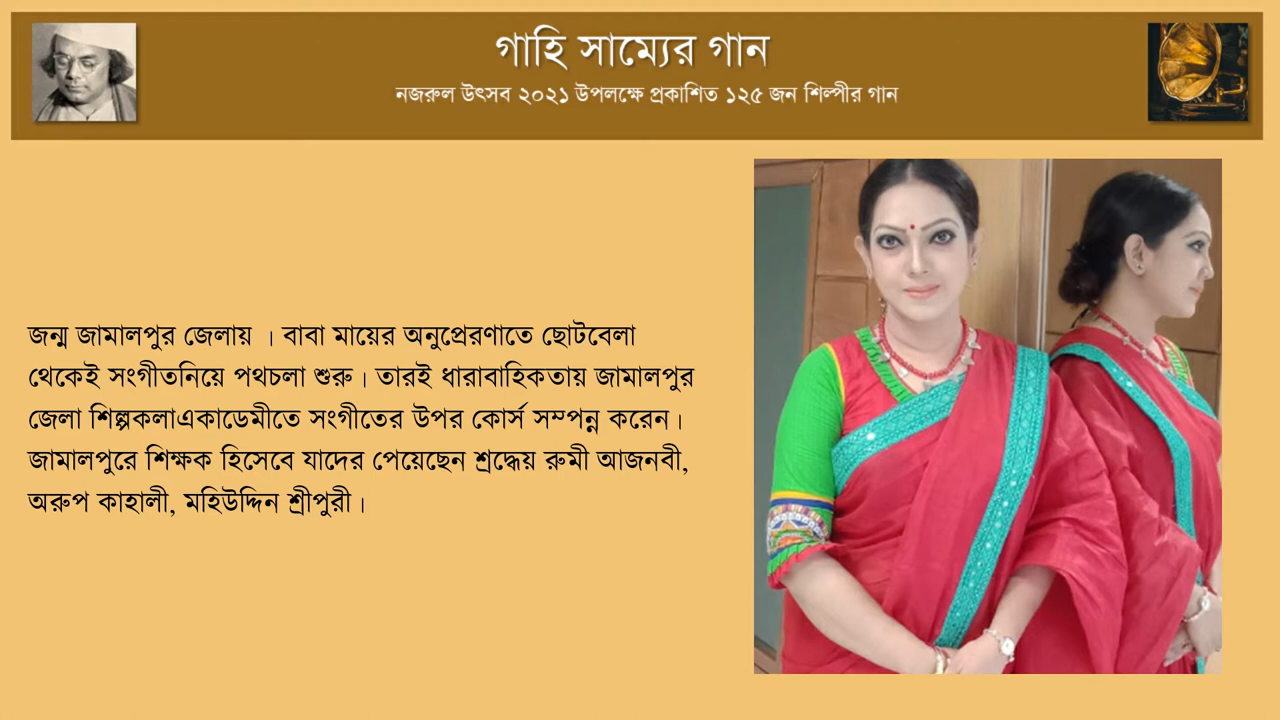 গাহি সাম্যের গান
নজরুল উৎসব ২০২১ উপলক্ষে প্রকাশিত ১২৫ জন শিল্পীর গান
জন্ম জামালপুর জেলায় । বাবা মায়ের অনুপ্রেরণাতে ছোটবেলা
থেকেই সংগীতনিয়ে পথচলা শুরু। তারই ধারাবাহিকতায় জামালপুর
জেলা শিল্পকলাএকাডেমীতে সংগীতের উপর কোর্স সম্পন্ন করেন।
জামালপুরে শিক্ষক হিসেবে যাদের পেয়েছেন শ্রদ্ধেয় রুমী আজনবী,
অরুপ কাহালী, মহিউদ্দিন শ্রীপুরী।